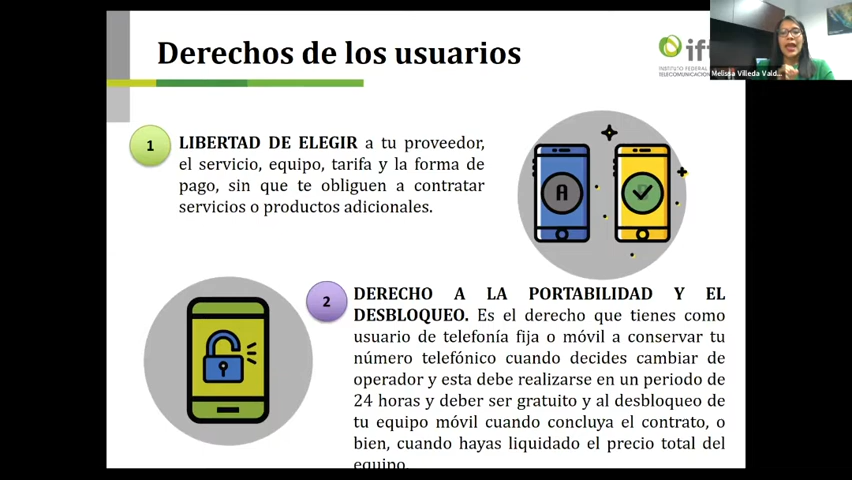 Derechos de los usuarios
ift
INSTITUTO FEDERAL
TELECOMUNICACION
Melissa Villeda Vald...
1
LIBERTAD DE ELEGIR a tu proveedor,
el servicio, equipo, tarifa y la forma de
pago, sin que te obliguen a contratar
servicios o productos adicionales.
A
2
DERECHO A LA PORTABILIDAD Y EL
DESBLOQUEO. Es el derecho que tienes como
usuario de telefonía fija o móvil a conservar tu
número telefónico cuando decides cambiar de
operador y esta debe realizarse en un periodo de
24 horas y deber ser gratuito y al desbloqueo de
tu equipo móvil cuando concluya el contrato, o
bien, cuando hayas liquidado el precio total del
equipo.